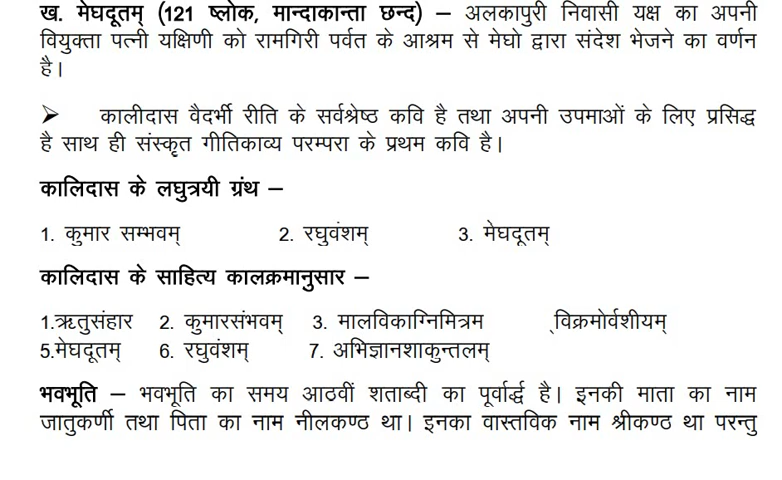 ख. मेघदूतम् (121 ष्लोक, मान्दाकान्ता छन्द) – अलकापुरी निवासी यक्ष का अपनी
वियुक्ता पत्नी यक्षिणी को रामगिरी पर्वत के आश्रम से मेघो द्वारा संदेश भेजने का वर्णन
है।
➢ कालीदास वैदर्भी रीति के सर्वश्रेष्ठ कवि है तथा अपनी उपमाओं के लिए प्रसिद्ध
है साथ ही संस्कृत गीतिकाव्य परम्परा के प्रथम कवि है।
कालिदास के लघुत्रयी ग्रंथ –
1. कुमार सम्भवम् 2. रघुवंशम् 3. मेघदूतम्
कालिदास के साहित्य कालक्रमानुसार –
1.ऋतुसंहार 2. कुमारसंभवम् 3. मालविकाग्निमित्रम विक्रमोर्वशीयम्
5.मेघदूतम् 6. रघुवंशम् 7. अभिज्ञानशाकुन्तलम्
भवभूति – भवभूति का समय आठवीं शताब्दी का पूर्वार्द्ध है। इनकी माता का नाम
जातुकर्णी तथा पिता का नाम नीलकण्ठ था। इनका वास्तविक नाम श्रीकण्ठ था परन्तु